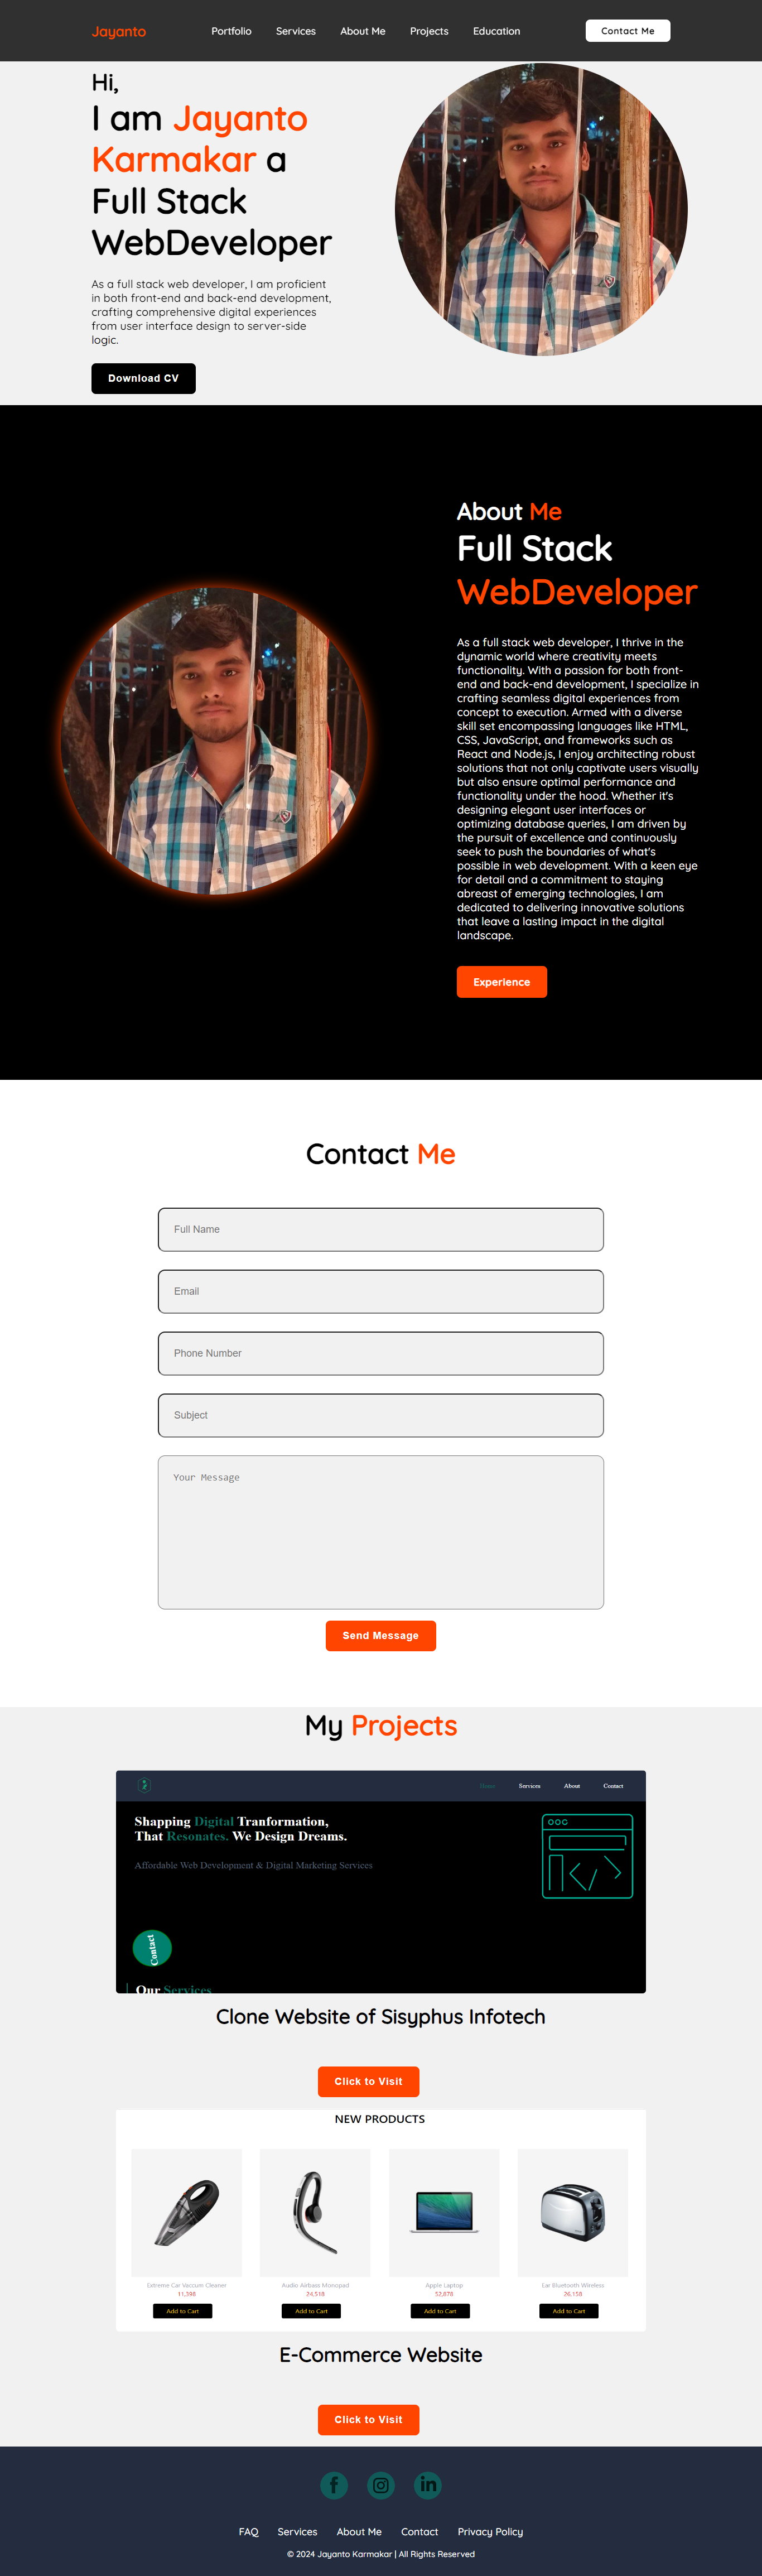 Jayanto
Portfolio Services About Me Projects Education
Contact Me
Hi,
I am Jayanto
Karmakar a
Full Stack
WebDeveloper
As a full stack web developer, I am proficient
in both front-end and back-end development,
crafting comprehensive digital experiences
from user interface design to server-side
logic.
Download CV
About Me
Full Stack
WebDeveloper
As a full stack web developer, I thrive in the
dynamic world where creativity meets
functionality. With a passion for both front-
end and back-end development, I specialize in
crafting seamless digital experiences from
concept to execution. Armed with a diverse
skill set encompassing languages like HTML,
CSS, JavaScript, and frameworks such as
React and Node.js, I enjoy architecting robust
solutions that not only captivate users visually
but also ensure optimal performance and
functionality under the hood. Whether it's
designing elegant user interfaces or
optimizing database queries, I am driven by
the pursuit of excellence and continuously
seek to push the boundaries of what's
possible in web development. With a keen eye
for detail and a commitment to staying
abreast of emerging technologies, I am
dedicated to delivering innovative solutions
that leave a lasting impact in the digital
landscape.
Experience
Contact Me
Full Name
Email
Phone Number
Subject
Your Message
Send Message
My Projects
Home Services About Contact
Shapping Digital Tranformation,
That Resonates. We Design Dreams.
Affordable Web Development & Digital Marketing Services
Contact
Our Services
Clone Website of Sisyphus Infotech
Click to Visit
NEW PRODUCTS
Extreme Car Vaccum Cleaner Audio Airbass Monopad Apple Laptop Ear Bluetooth Wireless
11,398 24,518 52,878 26,158
Add to Cart Add to Cart Add to Cart Add to Cart
E-Commerce Website
Click to Visit
FAQ Services About Me Contact Privacy Policy
© 2024 Jayanto Karmakar | All Rights Reserved